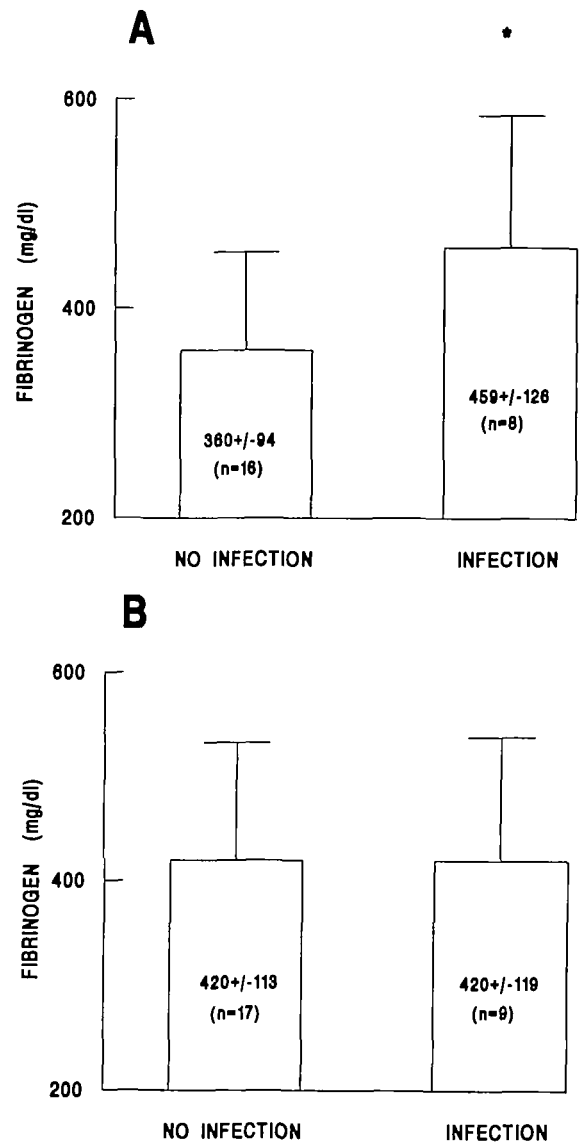 A
*
600
400
200
FIBRINOGEN (mg/dl)
360+/-94
(n=16)
459+/-126
(n=8)
NO INFECTION
INFECTION
B
600
400
200
FIBRINOGEN (mg/dl)
420+/-113
(n=17)
420+/-119
(n=9)
NO INFECTION
INFECTION